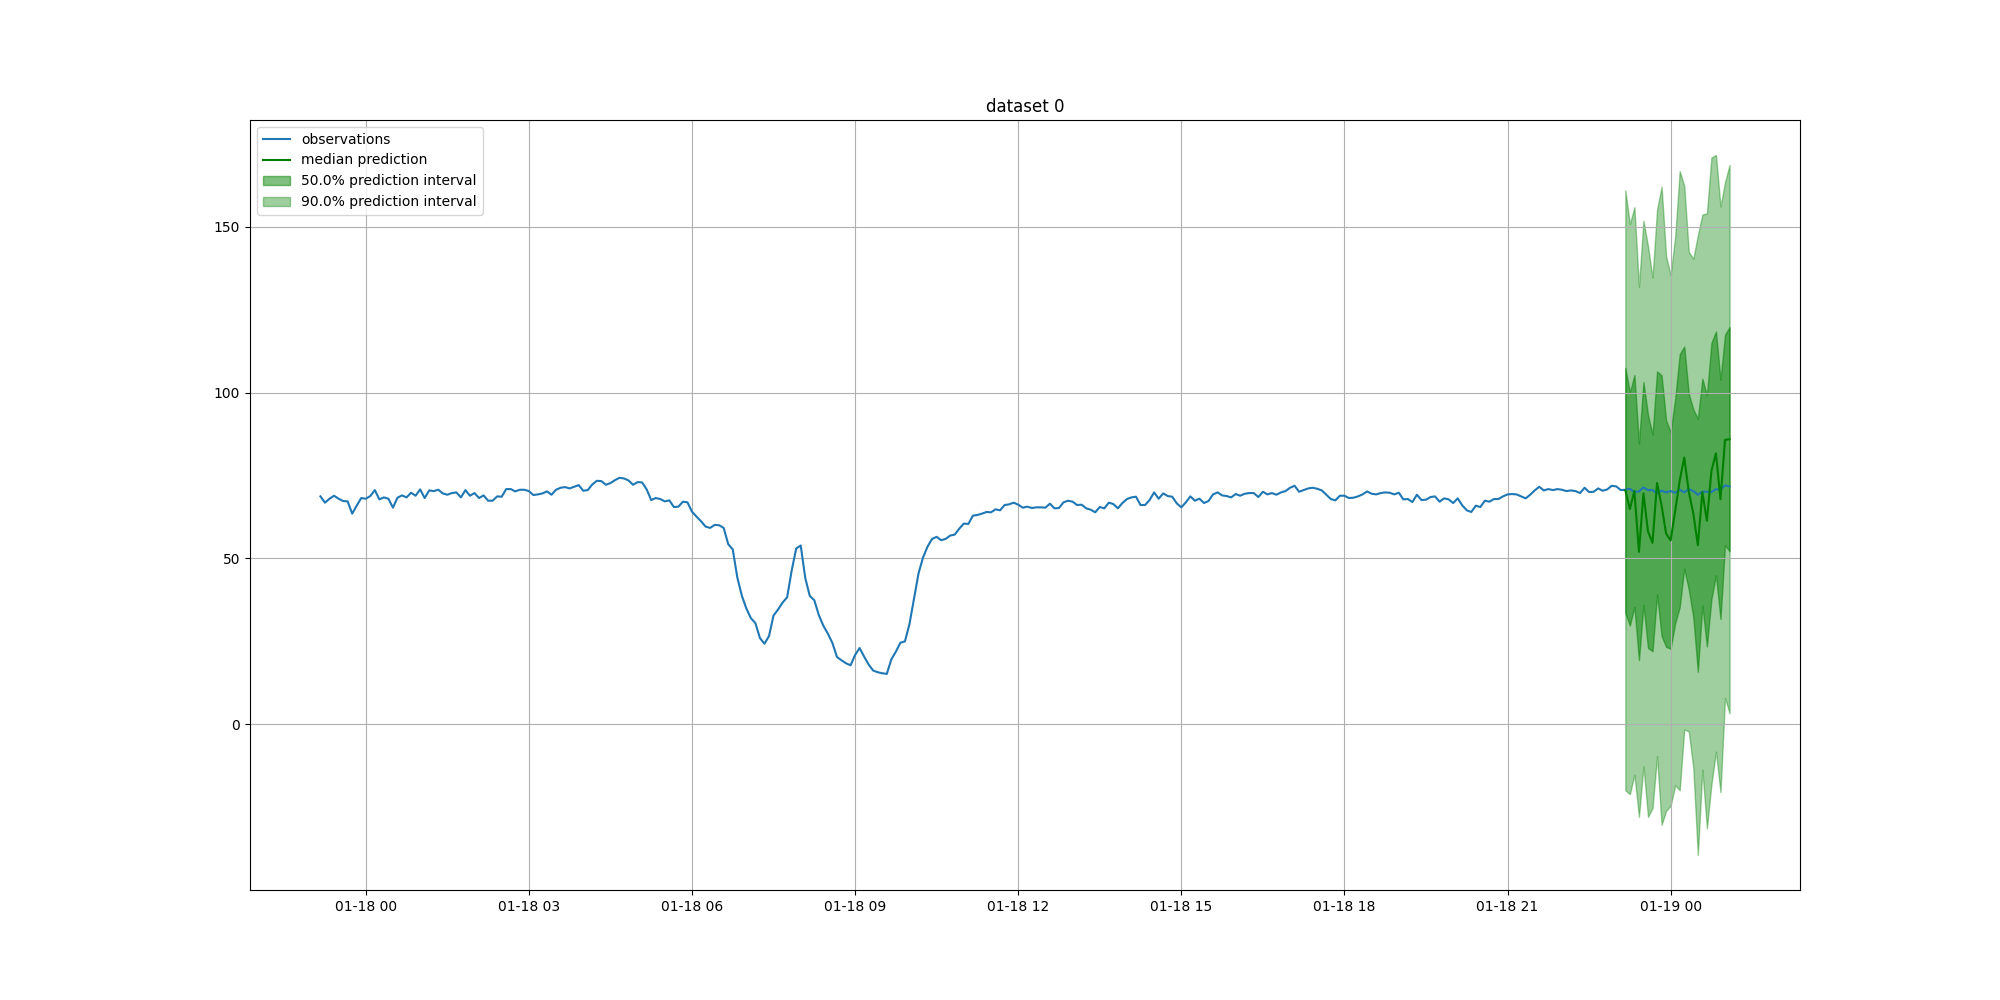 dataset 0
observations
median prediction
50.0% prediction interval
90.0% prediction interval
150
100
50
0
01-18 00
01-18 03
01-18 06
01-18 09
01-18 12
01-18 15
01-18 18
01-18 21
01-19 00